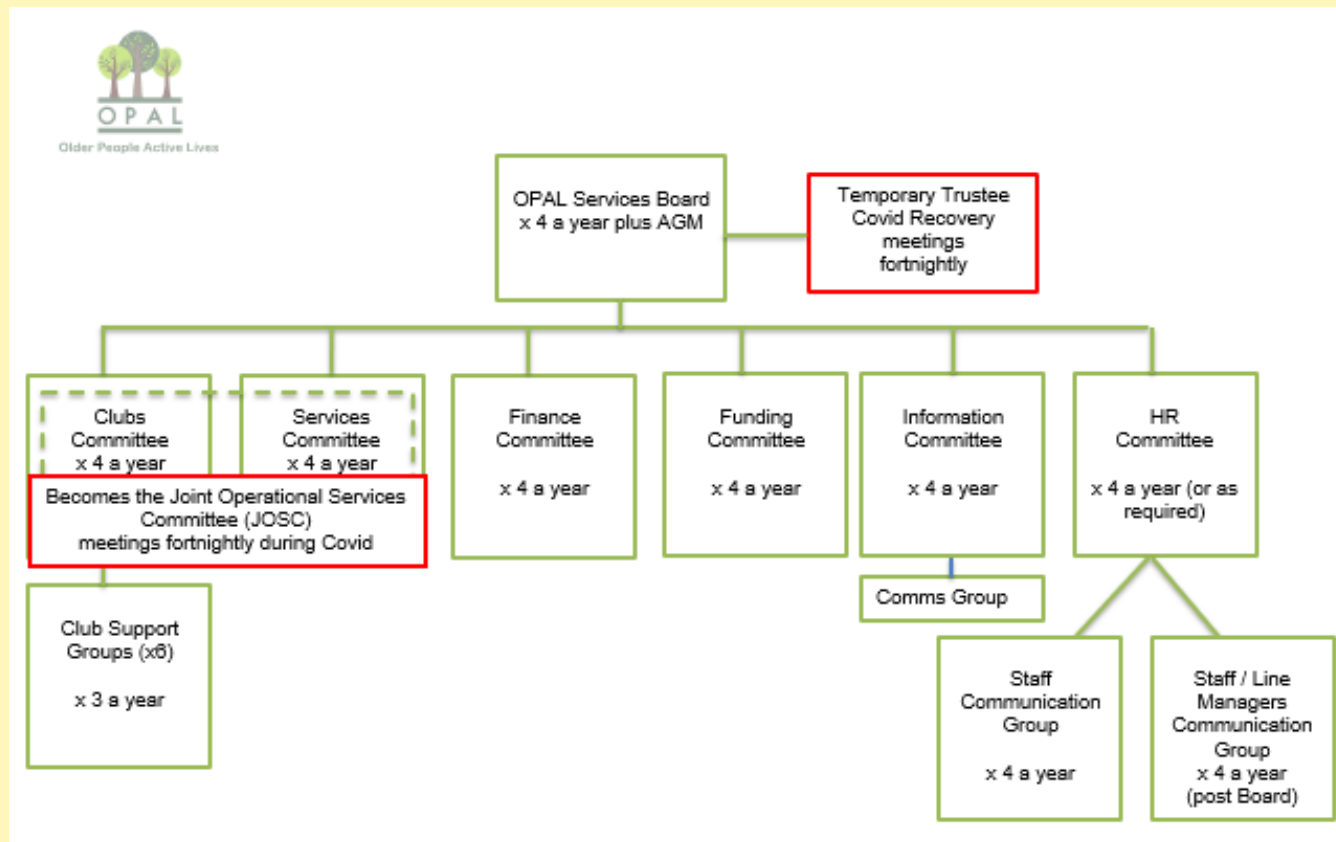 OPAL
Older People Active Lives
OPAL Services Board
x 4 a year plus AGM
Temporary Trustee
Covid Recovery
meetings
fortnightly
Clubs
Committee
x 4 a year
Services
Committee
x 4 a year
Becomes the Joint Operational Services
Committee (JOSC)
meetings fortnightly during Covid
Finance
Committee
x 4 a year
Funding
Committee
x 4 a year
Information
Committee
x 4 a year
HR
Committee
x 4 a year (or as
required)
Club Support
Groups (x6)
x 3 a year
Comms Group
Staff
Communication
Group
x 4 a year
Staff / Line
Managers
Communication
Group
x 4 a year
(post Board)